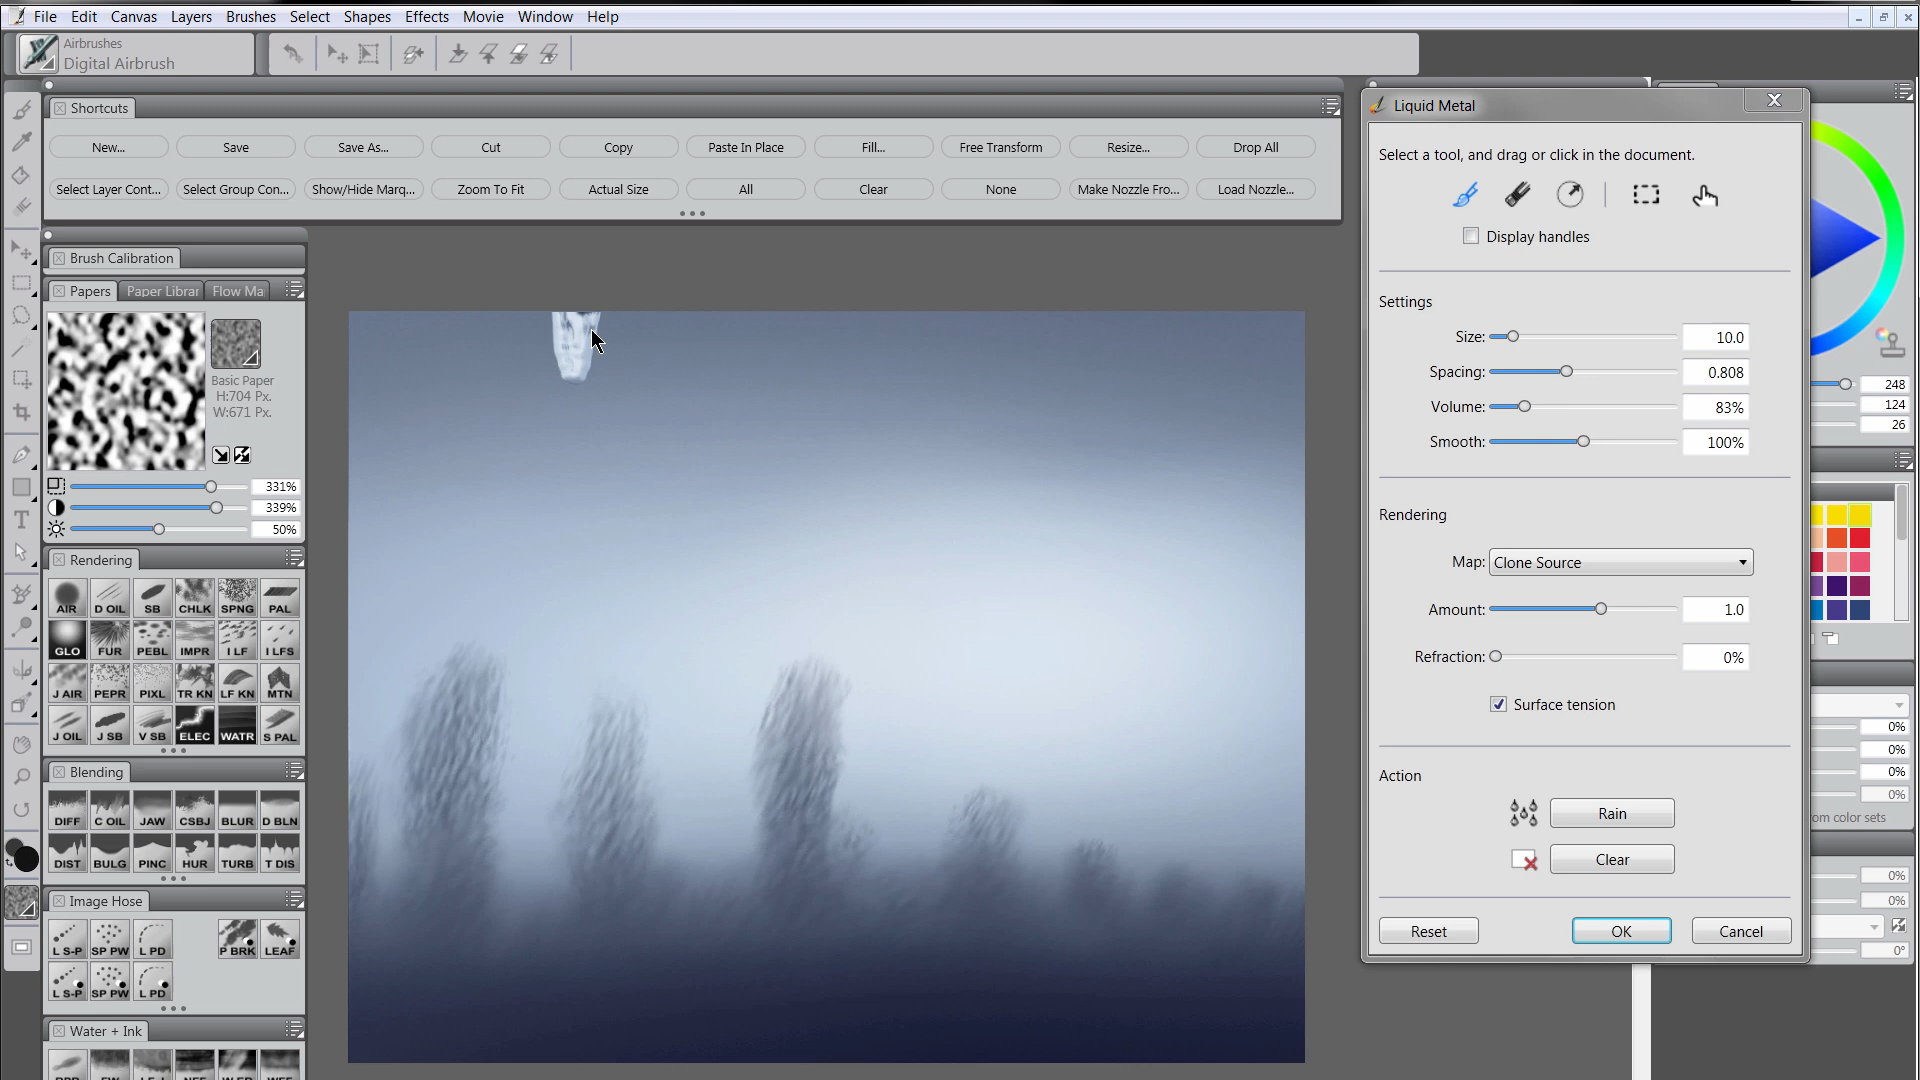 File Edit Canvas Layers Brushes Select Shapes Effects Movie Window Help
Airbrushes
Digital Airbrush
Shortcuts
New... Save Save As... Cut Copy Paste In Place Fill... Free Transform Resize... Drop All
Select Layer Cont... Select Group Con... Show/Hide Marq... Zoom To Fit Actual Size All Clear None Make Nozzle Fro... Load Nozzle...
Brush Calibration
Papers Paper Librar Flow Ma
Basic Paper
H:704 Px.
W:671 Px.
331%
339%
50%
Rendering
AIR D OIL SB CHLK SPNG PAL
GLO FUR PEBL IMPR I LF I LFS
J AIR PEPR PIXL TR KN LF KN MTN
J OIL J SB V SB ELEC WATR S PAL
Blending
DIFF C OIL JAW CSBJ BLUR D BLN
DIST BULG PINC HUR TURB T DIS
Image Hose
L S-P SP PW L PD P BRK LEAF
L S-P SP PW L PD
Water + Ink
T
Liquid Metal
Select a tool, and drag or click in the document.
Display handles
Settings
Size: 10.0
Spacing: 0.808
Volume: 83%
Smooth: 100%
Rendering
Map: Clone Source
Amount: 1.0
Refraction: 0%
Surface tension
Action
Rain
Clear
Reset OK Cancel
248
124
26
0%
0%
0%
0%
om color sets
0%
0%
0°